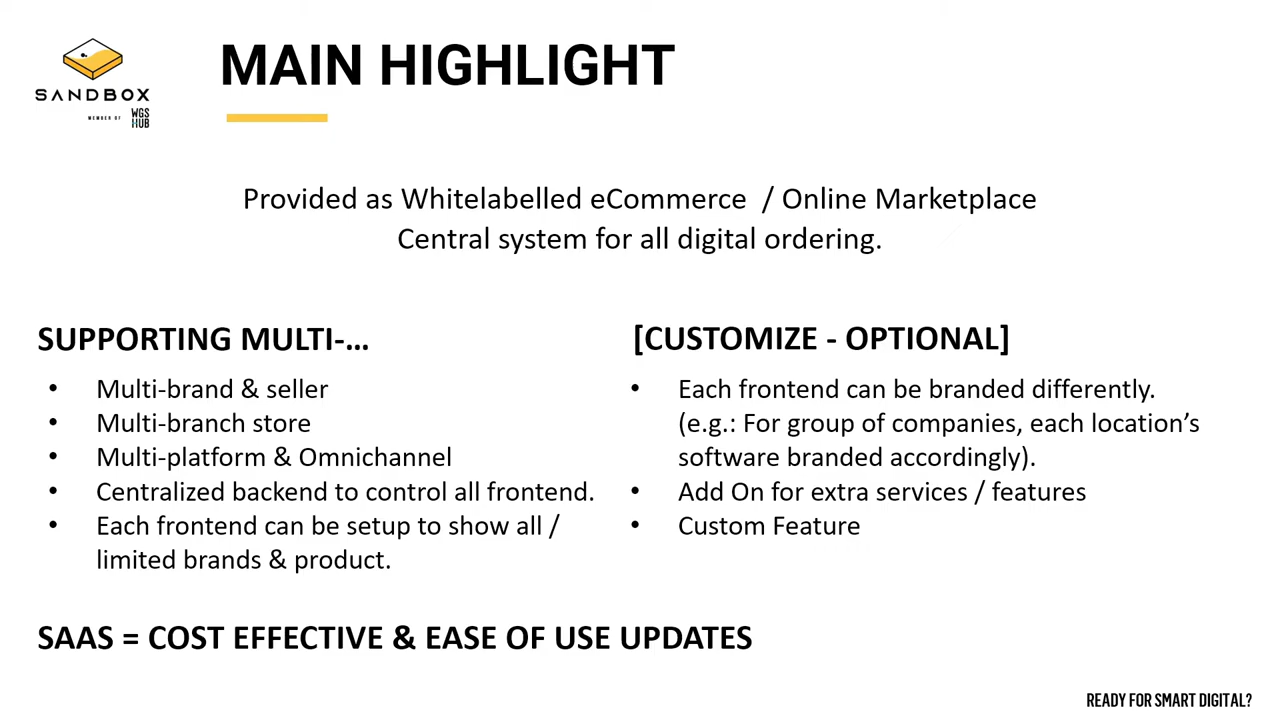 SANDBOX
MEMBER OF WGS HUB
MAIN HIGHLIGHT
Provided as Whitelabelled eCommerce / Online Marketplace
Central system for all digital ordering.
SUPPORTING MULTI-...
• Multi-brand & seller
• Multi-branch store
• Multi-platform & Omnichannel
• Centralized backend to control all frontend.
• Each frontend can be setup to show all /
limited brands & product.
[CUSTOMIZE - OPTIONAL]
• Each frontend can be branded differently.
(e.g.: For group of companies, each location’s
software branded accordingly).
• Add On for extra services / features
• Custom Feature
SAAS = COST EFFECTIVE & EASE OF USE UPDATES
READY FOR SMART DIGITAL?